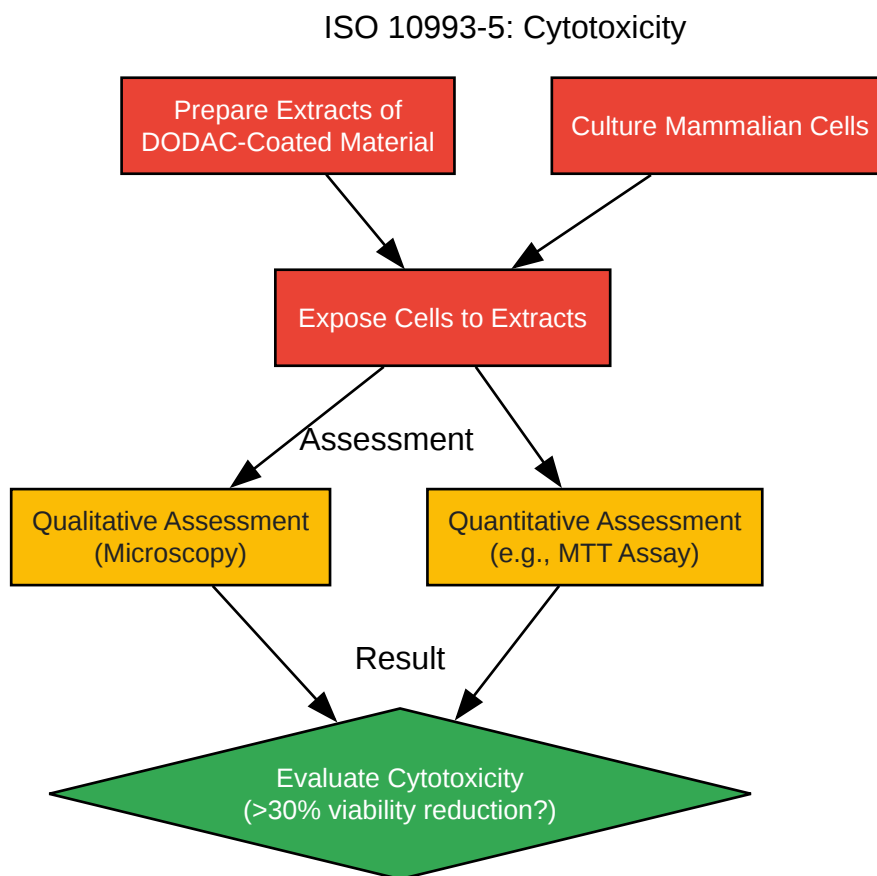 ISO 10993-5: Cytotoxicity
Prepare Extracts of
DODAC-Coated Material
Culture Mammalian Cells
Expose Cells to Extracts
Assessment
Qualitative Assessment
(Microscopy)
Quantitative Assessment
(e.g., MTT Assay)
Result
Evaluate Cytotoxicity
(>30% viability reduction?)